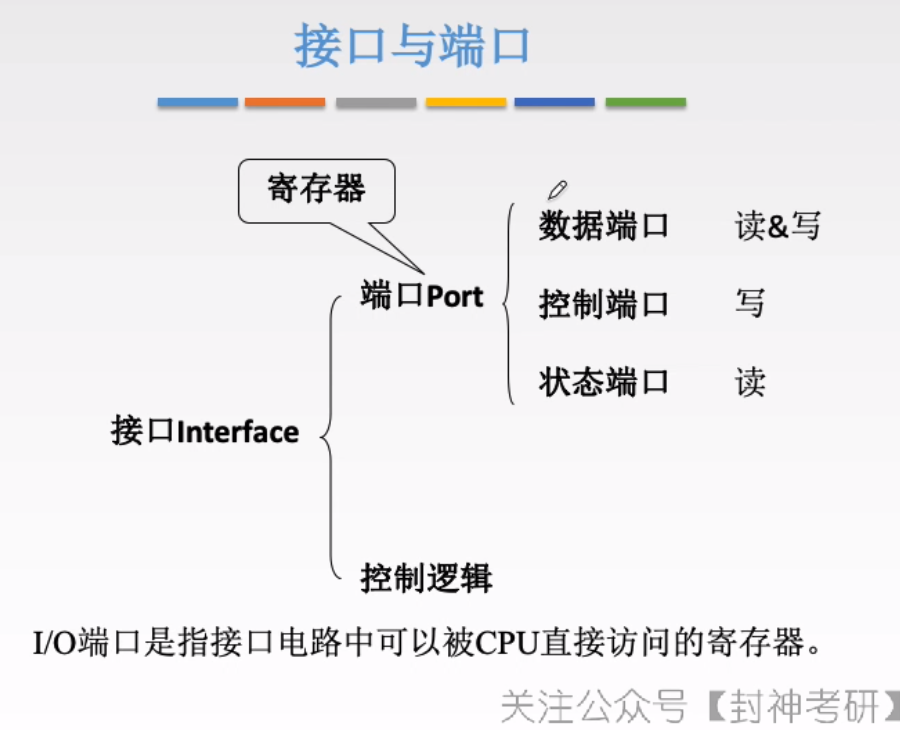 接口与端口
寄存器
数据端口 读&写
端口Port
控制端口 写
状态端口 读
接口Interface
控制逻辑
I/O端口是指接口电路中可以被CPU直接访问的寄存器。
关注公众号【封神考研】